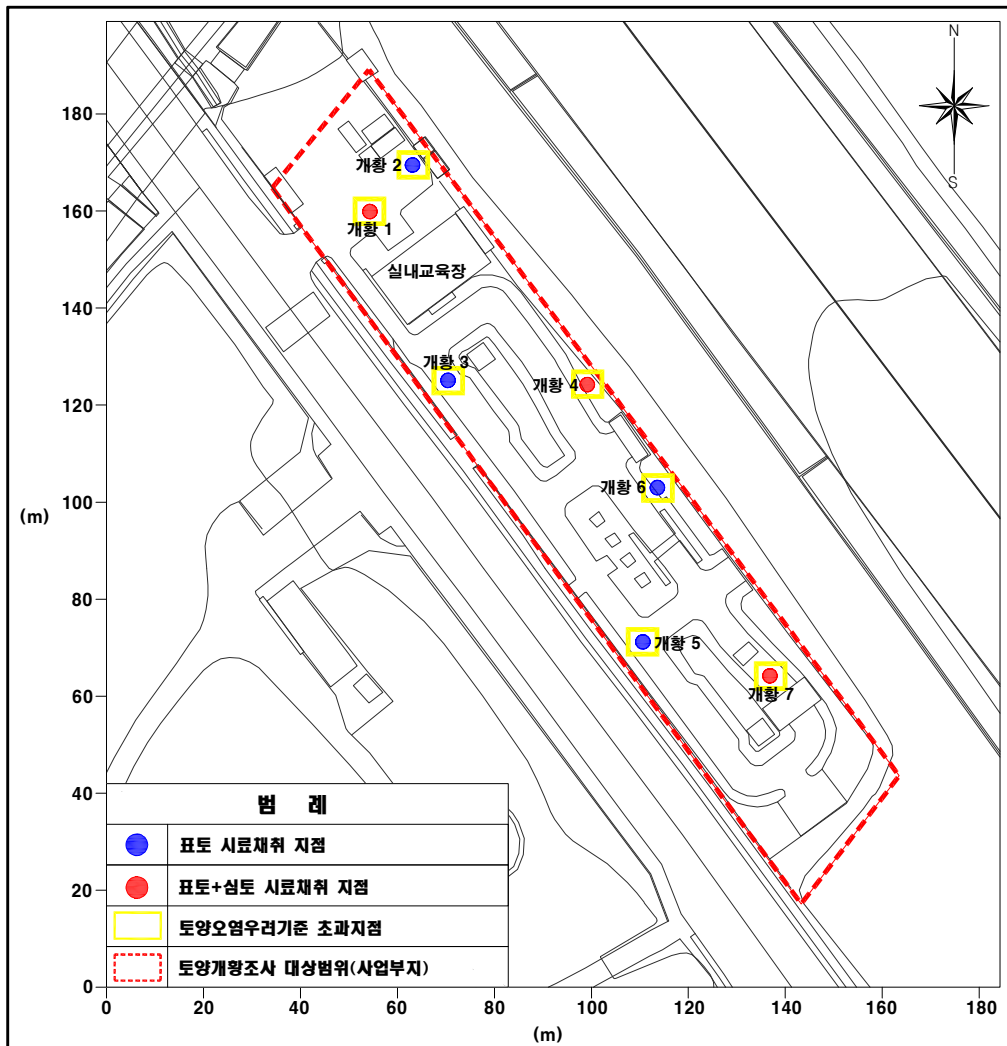 N
S
180
160
140
120
100
80
60
40
20
0
(m)
개황 2
개황 1
실내교육장
개황 3
개황 4
개황 6
개황 5
개황 7
범 례
표토 시료채취 지점
표토+심토 시료채취 지점
토양오염우려기준 초과지점
토양개황조사 대상범위(사업부지)
0 20 40 60 80 100 120 140 160 180
(m)